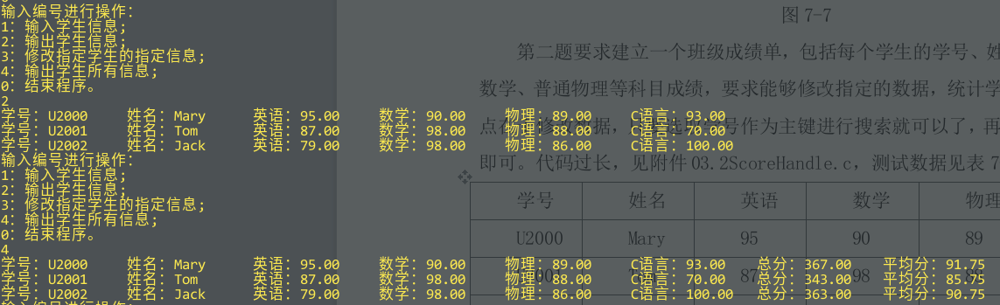 输入编号进行操作:
1: 输入学生信息;
2: 输出学生信息;
3: 修改指定学生的指定信息;
4: 输出学生所有信息;
0: 结束程序。
2
学号: U2000 姓名: Mary 英语: 95.00 数学: 90.00 物理: 89.00 C语言: 93.00
学号: U2001 姓名: Tom 英语: 87.00 数学: 98.00 物理: 88.00 C语言: 70.00
学号: U2002 姓名: Jack 英语: 79.00 数学: 98.00 物理: 86.00 C语言: 100.00
输入编号进行操作:
1: 输入学生信息;
2: 输出学生信息;
3: 修改指定学生的指定信息;
4: 输出学生所有信息;
0: 结束程序。
4
学号: U2000 姓名: Mary 英语: 95.00 数学: 90.00 物理: 89.00 C语言: 93.00 总分: 367.00 平均分: 91.75
学号: U2001 姓名: Tom 英语: 87.00 数学: 98.00 物理: 88.00 C语言: 70.00 总分: 343.00 平均分: 85.75
学号: U2002 姓名: Jack 英语: 79.00 数学: 98.00 物理: 86.00 C语言: 100.00 总分: 363.00 平均分: 90.75
图 7-7
第二题要求建立一个班级成绩单，包括每个学生的学号、姓
数学、普通物理等科目成绩，要求能够修改指定的数据，统计学
点在 修改数据， 选 学号作为主键进行搜索就可以了，再
即可。代码过长，见附件 03.2ScoreHandle.c，测试数据见表 7
学号 姓名 英语 数学 物理
U2000 Mary 95 90 89
87 98